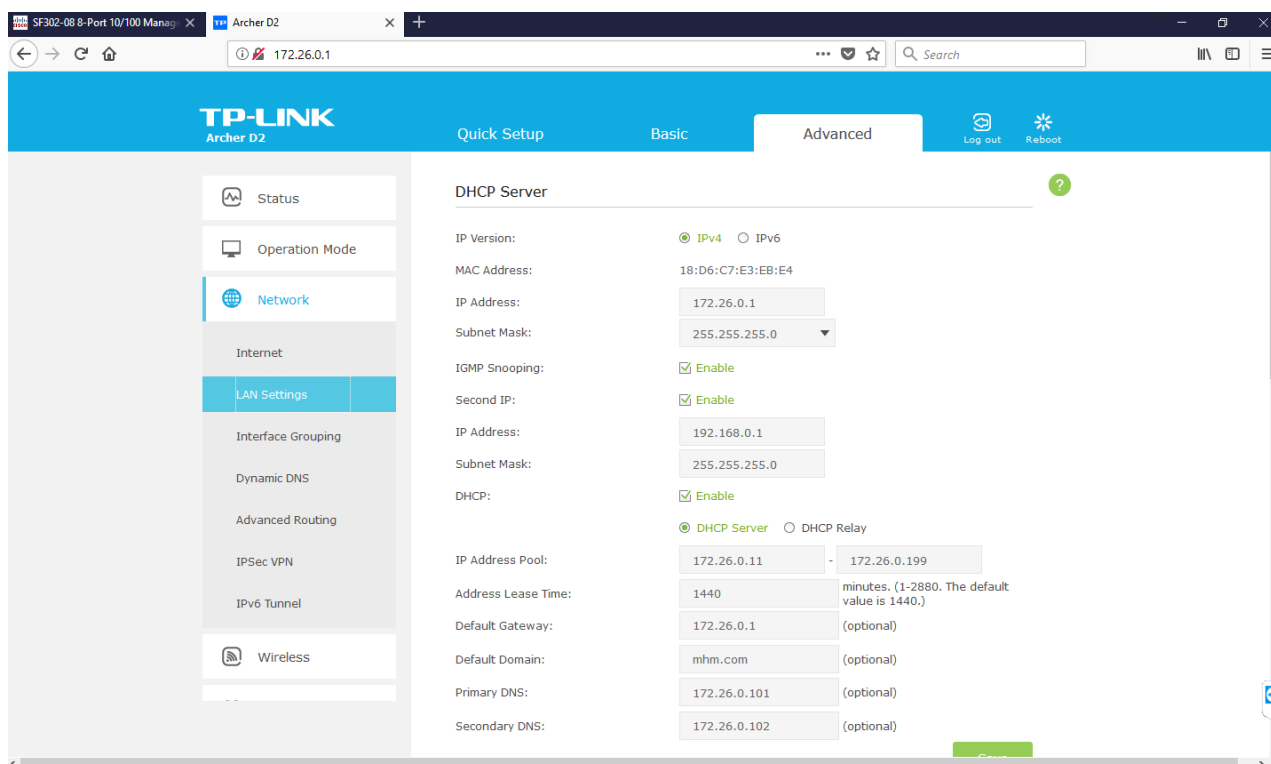 SF302-08 8-Port 10/100 Manag
TP Archer D2
172.26.0.1
Search
TP-LINK
Archer D2
Quick Setup
Basic
Advanced
Log out
Reboot
Status
Operation Mode
Network
Internet
LAN Settings
Interface Grouping
Dynamic DNS
Advanced Routing
IPSec VPN
IPv6 Tunnel
Wireless
DHCP Server
?
IP Version: IPv4 IPv6
MAC Address: 18:D6:C7:E3:EB:E4
IP Address: 172.26.0.1
Subnet Mask: 255.255.255.0
IGMP Snooping: Enable
Second IP: Enable
IP Address: 192.168.0.1
Subnet Mask: 255.255.255.0
DHCP: Enable
DHCP Server DHCP Relay
IP Address Pool: 172.26.0.11 - 172.26.0.199
Address Lease Time: 1440 minutes. (1-2880. The default
value is 1440.)
Default Gateway: 172.26.0.1 (optional)
Default Domain: mhm.com (optional)
Primary DNS: 172.26.0.101 (optional)
Secondary DNS: 172.26.0.102 (optional)